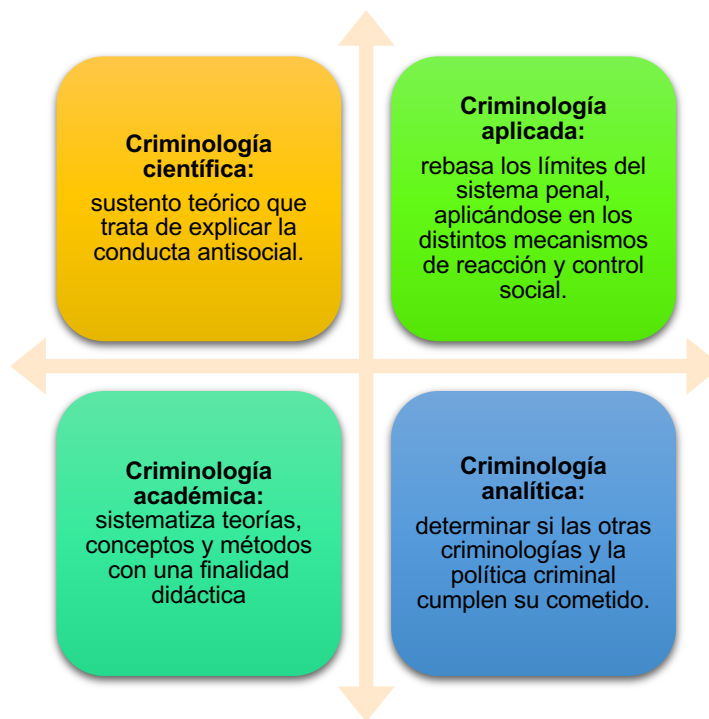 Criminología
científica:
sustento teórico que
trata de explicar la
conducta antisocial.
Criminología
aplicada:
rebasa los límites del
sistema penal,
aplicándose en los
distintos mecanismos
de reacción y control
social.
Criminología
académica:
sistematiza teorías,
conceptos y métodos
con una finalidad
didáctica
Criminología
analítica:
determinar si las otras
criminologías y la
política criminal
cumplen su cometido.